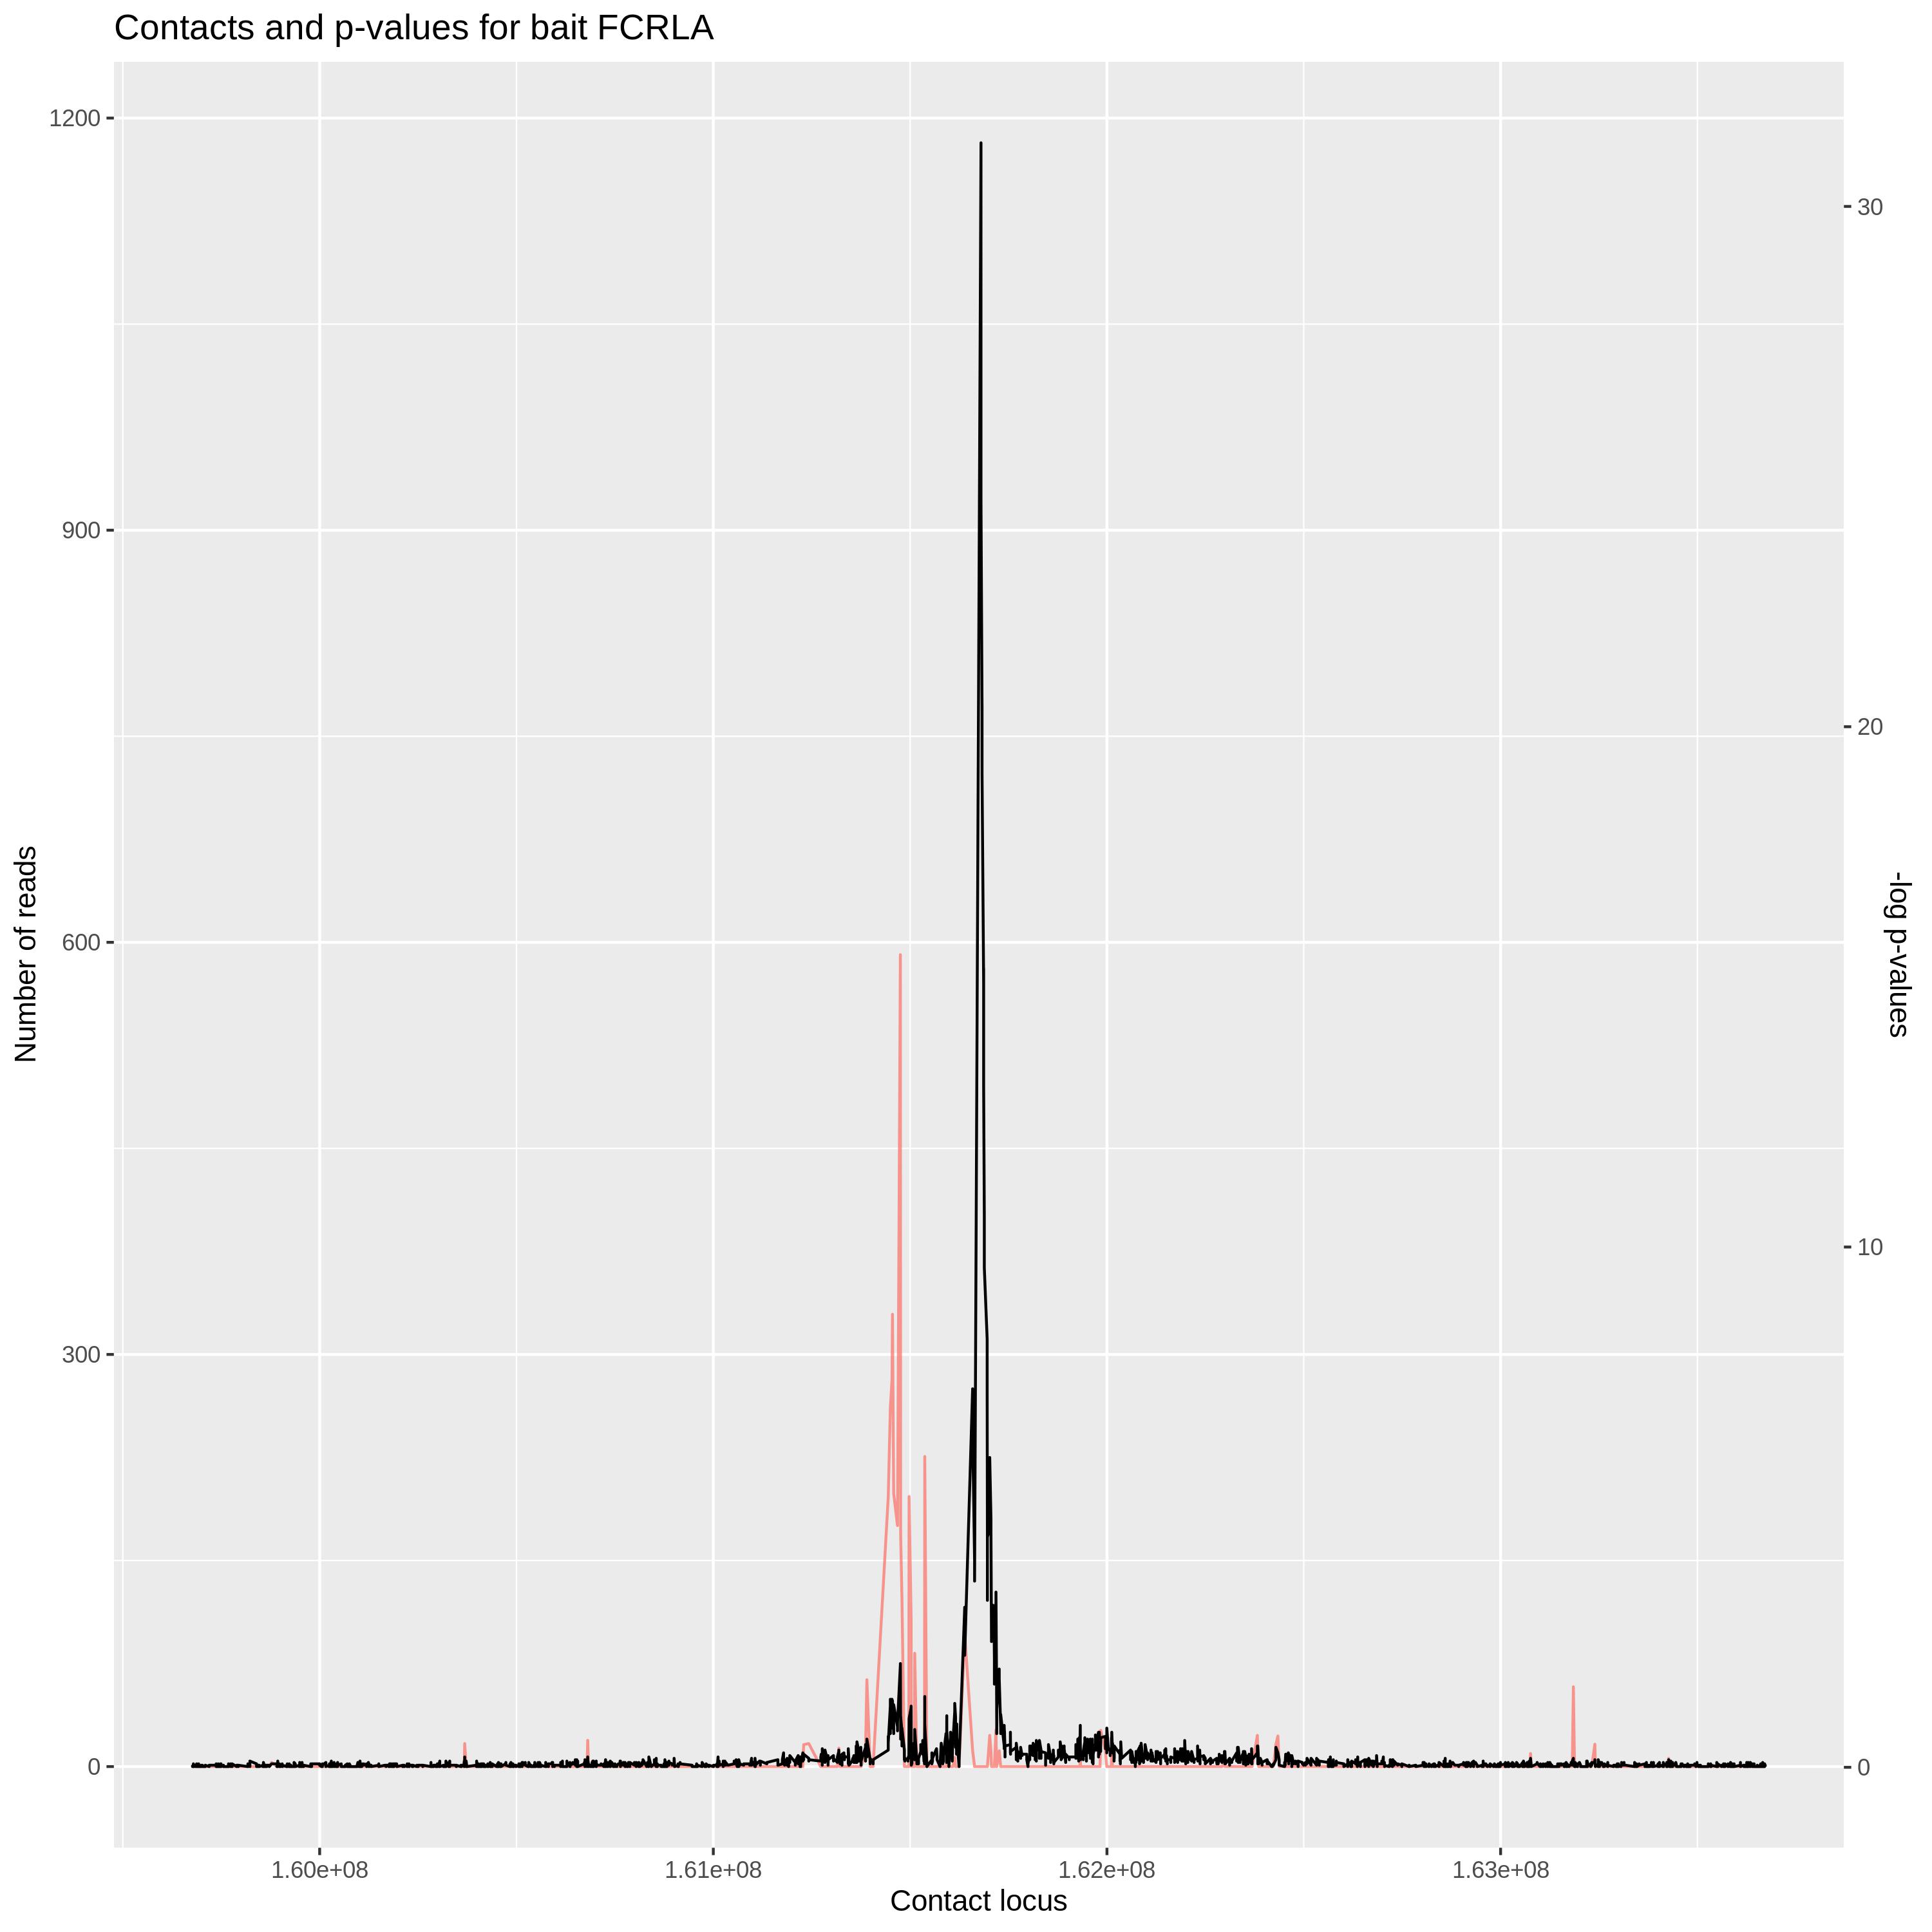 Contacts and p-values for bait FCRLA
1200
900
600
300
0
Number of reads
30
20
10
0
-log p-values
1.60e+08
1.61e+08
1.62e+08
1.63e+08
Contact locus